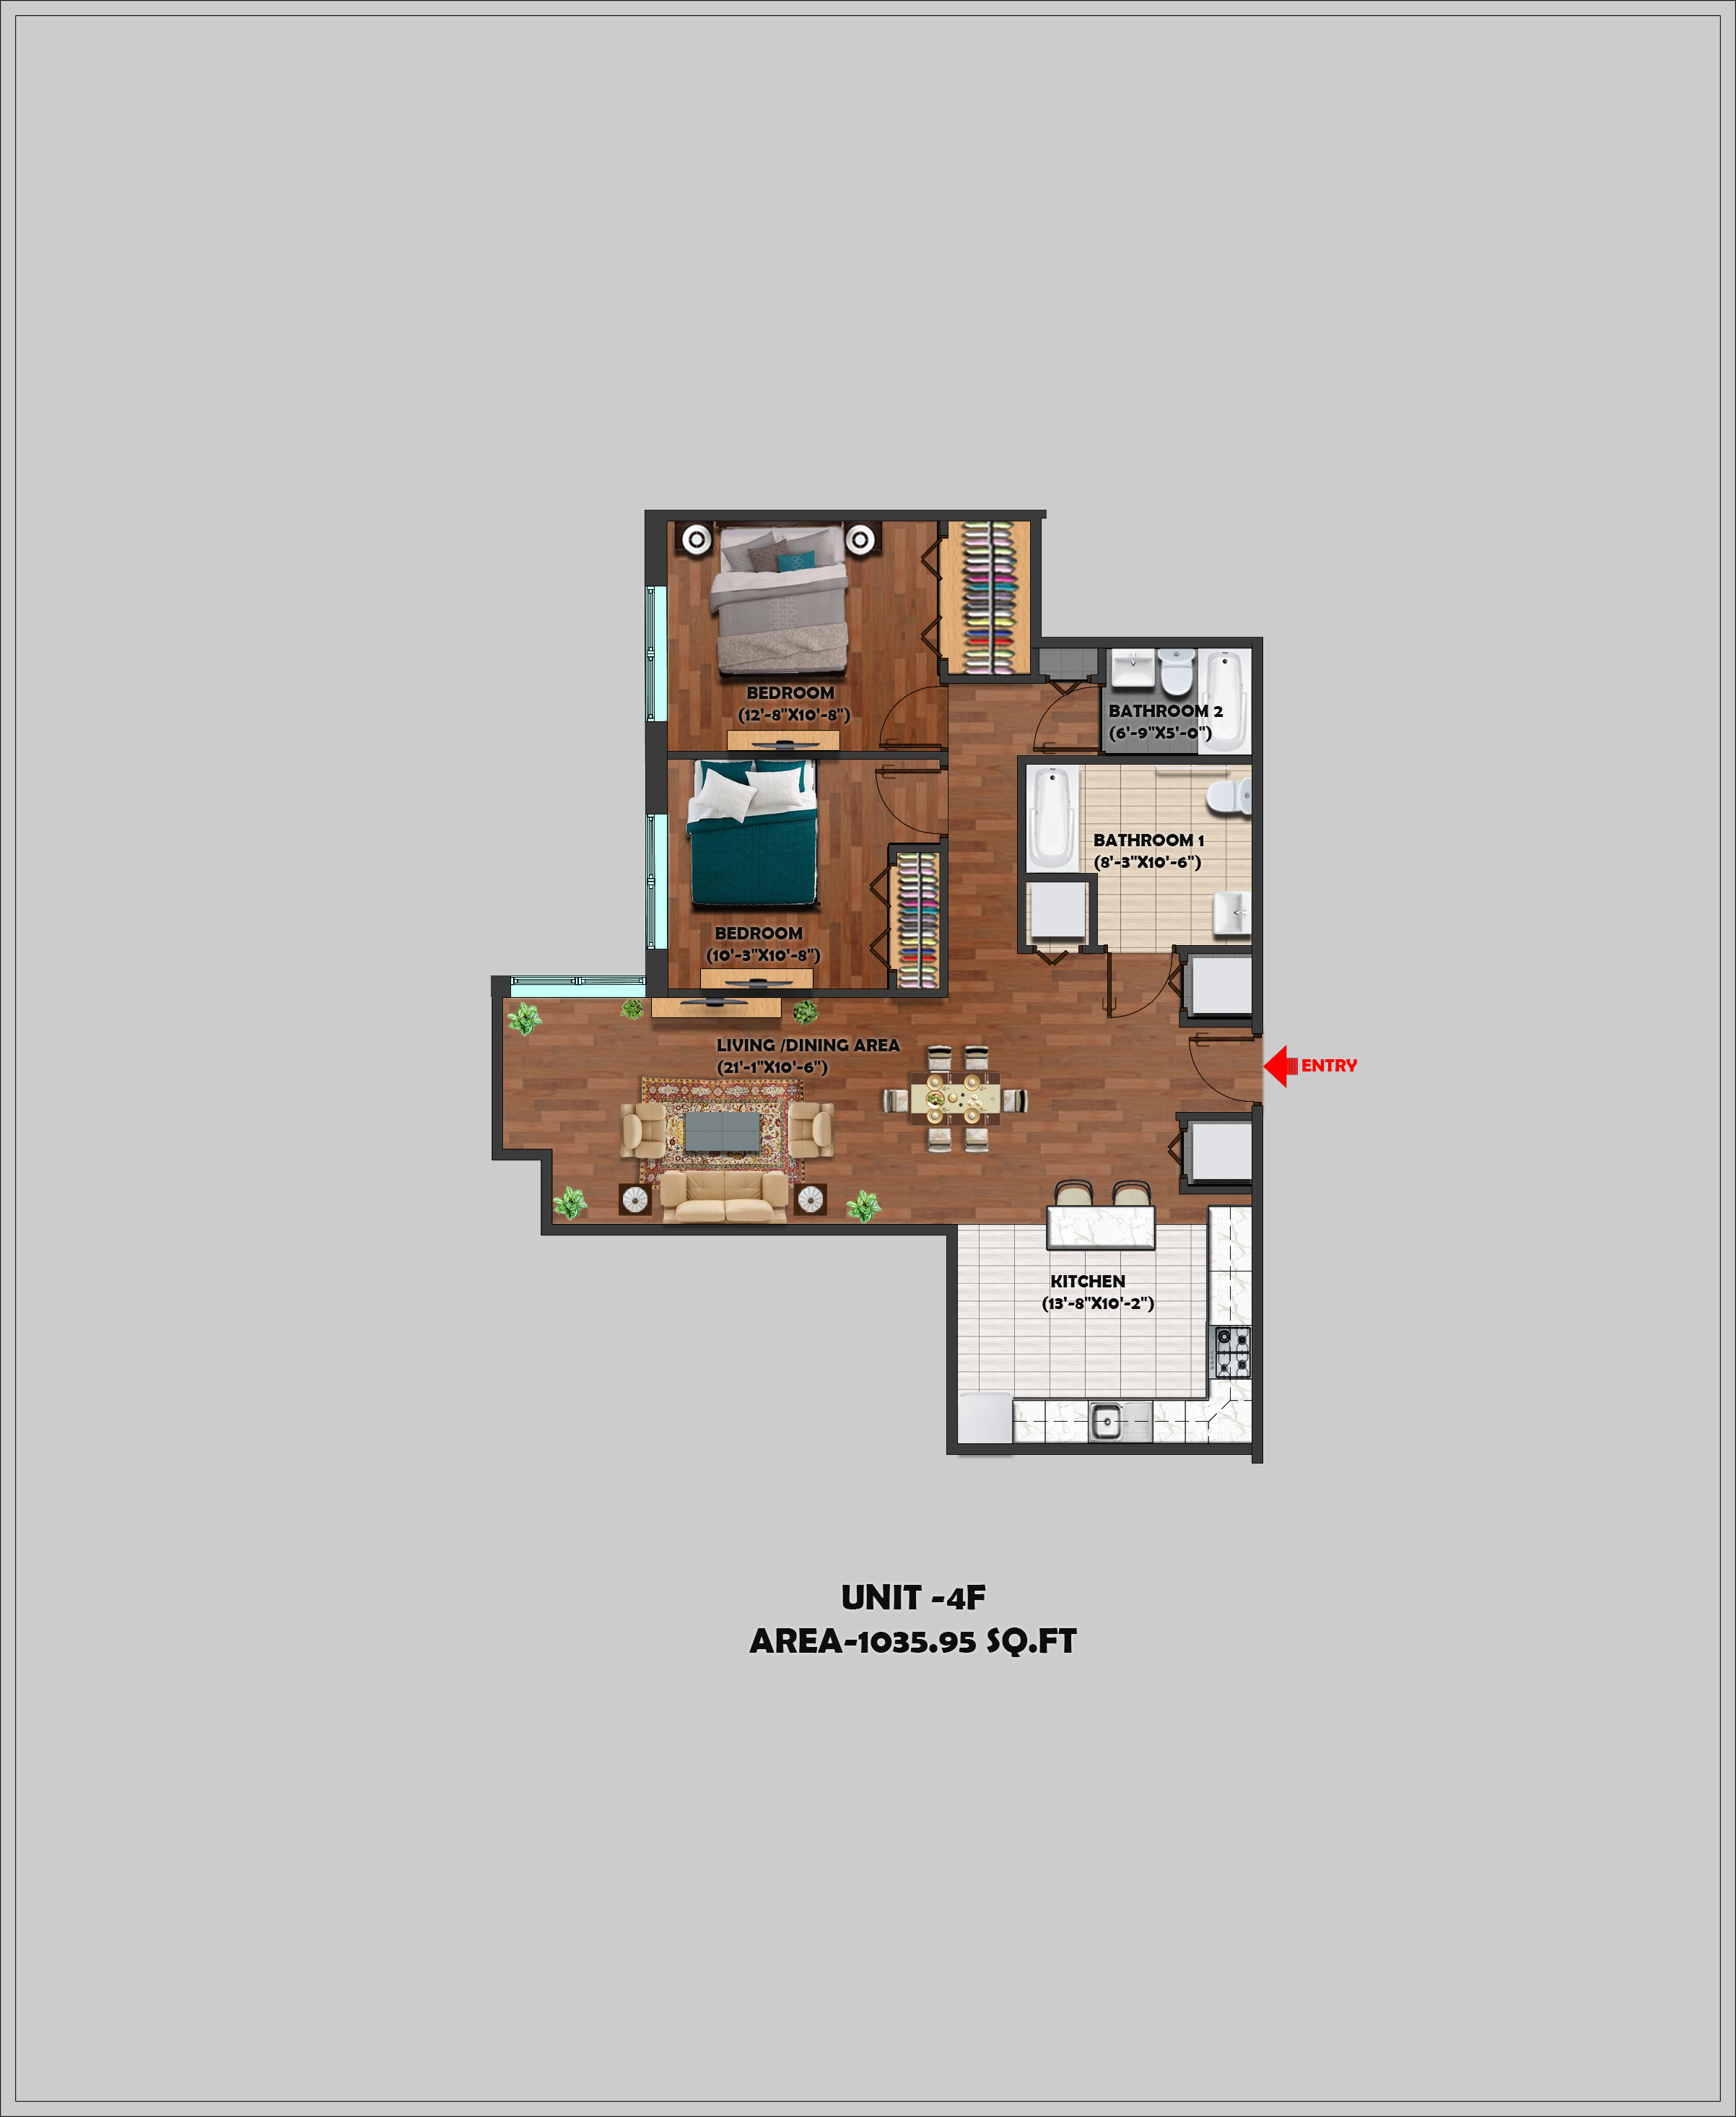 BEDROOM
(12'-8"X10'-8")
BATHROOM 2
(6'-9"X5'-0")
BATHROOM 1
(8'-3"X10'-6")
BEDROOM
(10'-3"X10'-8")
LIVING /DINING AREA
(21'-1"X10'-6")
ENTRY
KITCHEN
(13'-8"X10'-2")
UNIT -4F
AREA-1035.95 SQ.FT